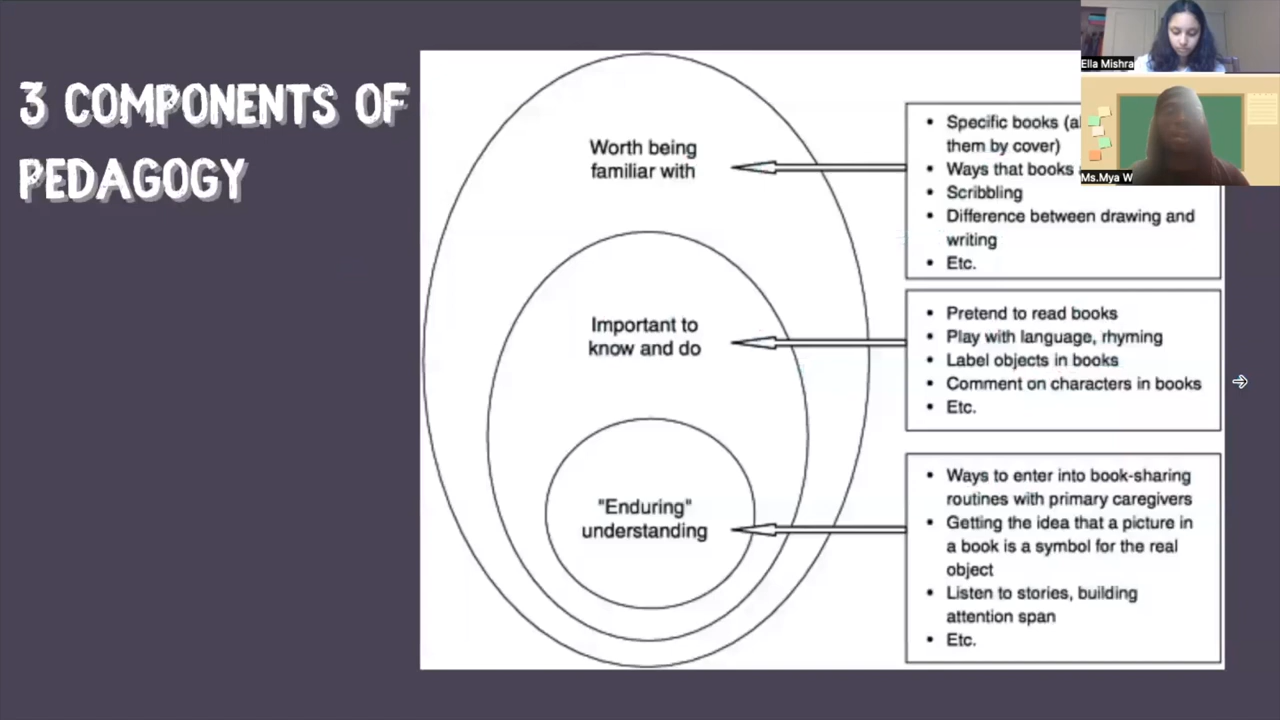 3 COMPONENTS OF
PEDAGOGY
Worth being
familiar with
Important to
know and do
"Enduring"
understanding
• Specific books
them by cover)
• Ways that books
• Scribbling
• Difference between drawing and
writing
• Etc.
• Pretend to read books
• Play with language, rhyming
• Label objects in books
• Comment on characters in books
• Etc.
• Ways to enter into book-sharing
routines with primary caregivers
• Getting the idea that a picture in
a book is a symbol for the real
object
• Listen to stories, building
attention span
• Etc.
Ella Mishra
Ms.Mya W